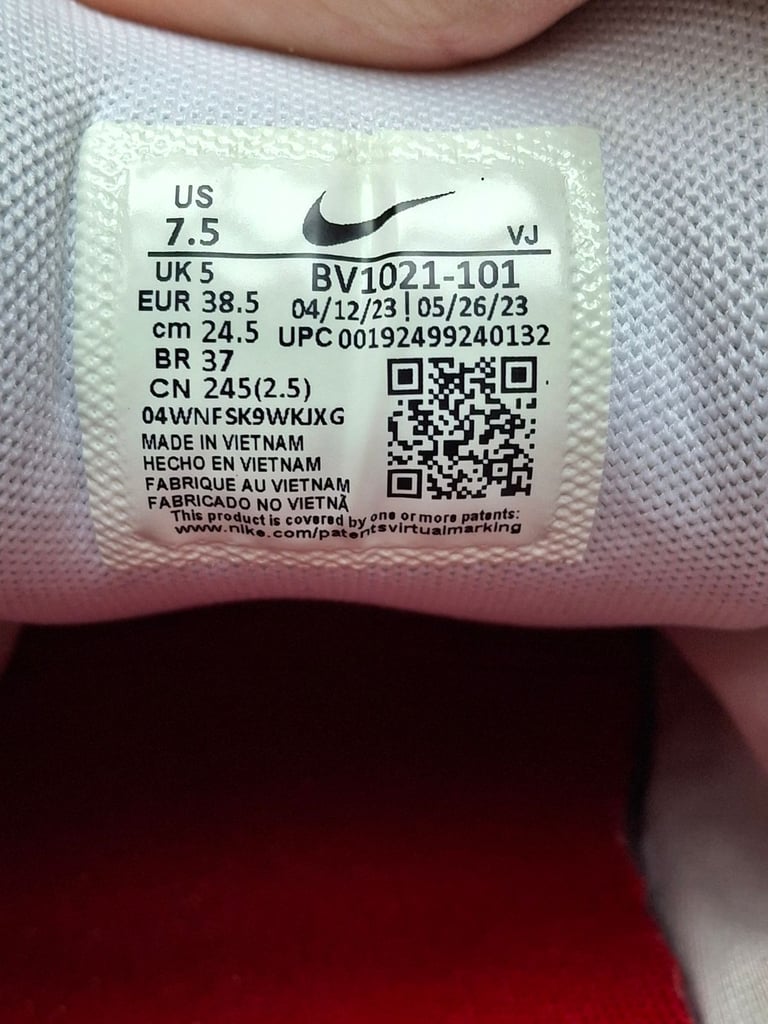 US
7.5
VJ
UK 5
BV1021-101
EUR 38.5
04/12/23 | 05/26/23
cm 24.5
UPC 00192499240132
BR 37
CN 245(2.5)
04WNFSK9WKJXG
MADE IN VIETNAM
HECHO EN VIETNAM
FABRIQUE AU VIETNAM
FABRICADO NO VIETNÃ
This product is covered by one or more patents:
www.nike.com/patentsvirtualmarking